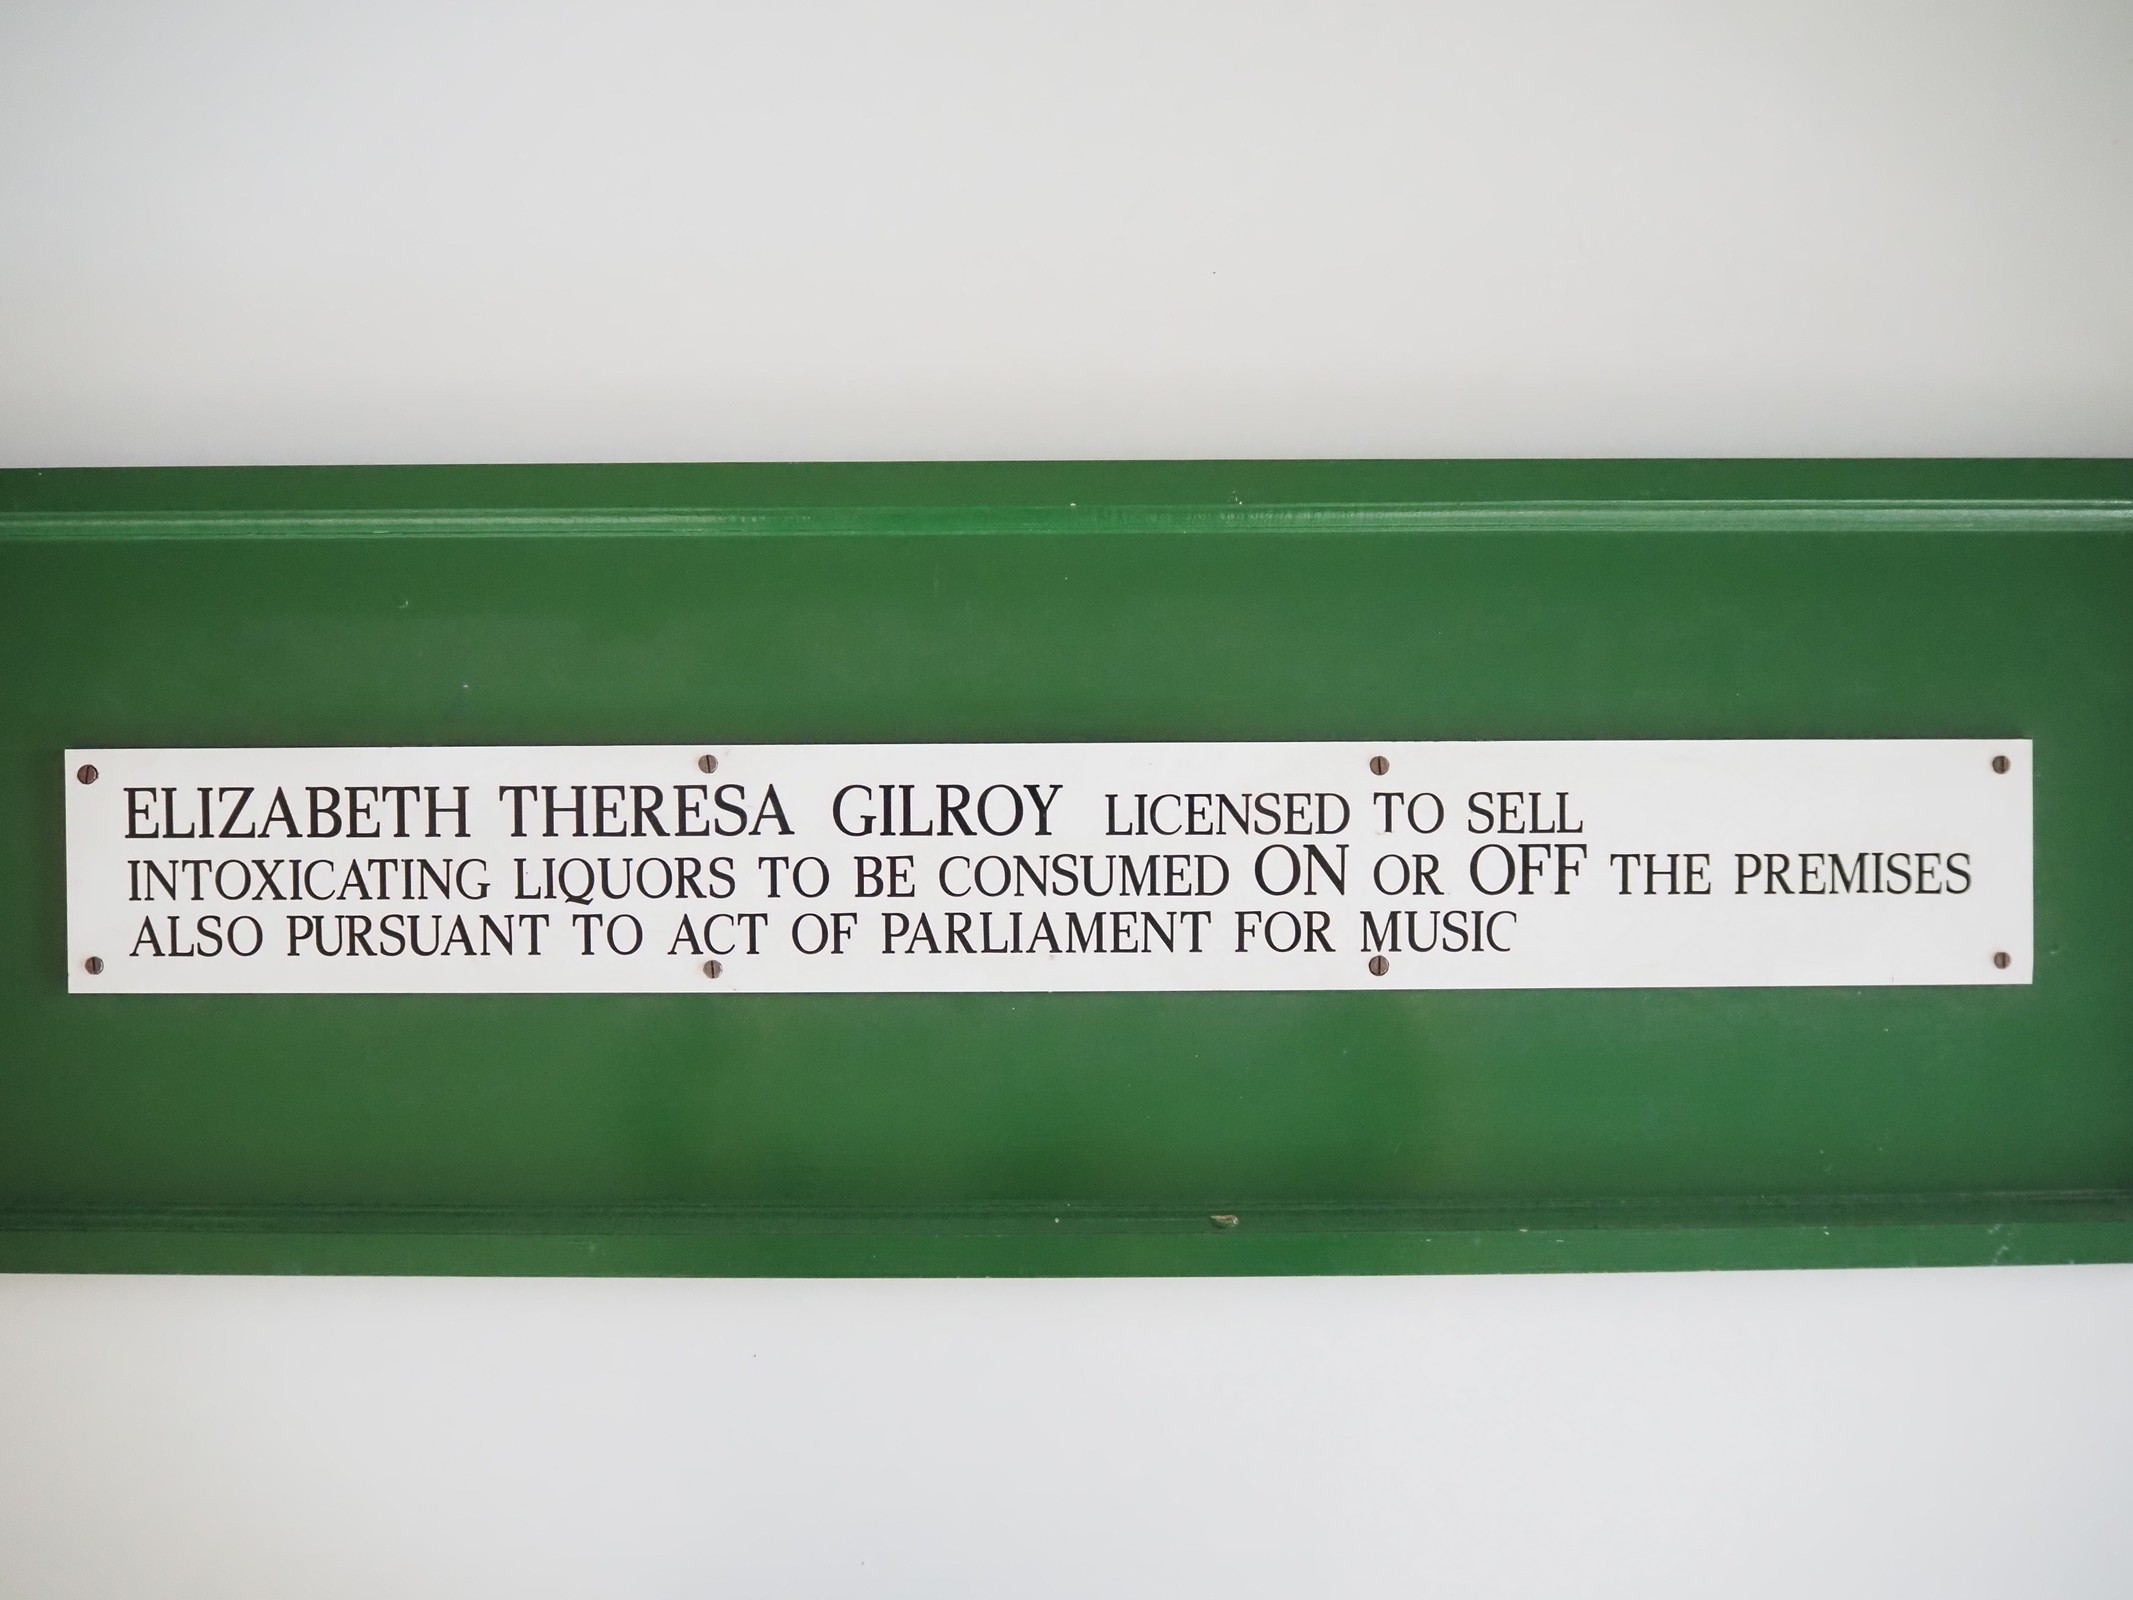 ELIZABETH THERESA GILROY LICENSED TO SELL
INTOXICATING LIQUORS TO BE CONSUMED ON OR OFF THE PREMISES
ALSO PURSUANT TO ACT OF PARLIAMENT FOR MUSIC